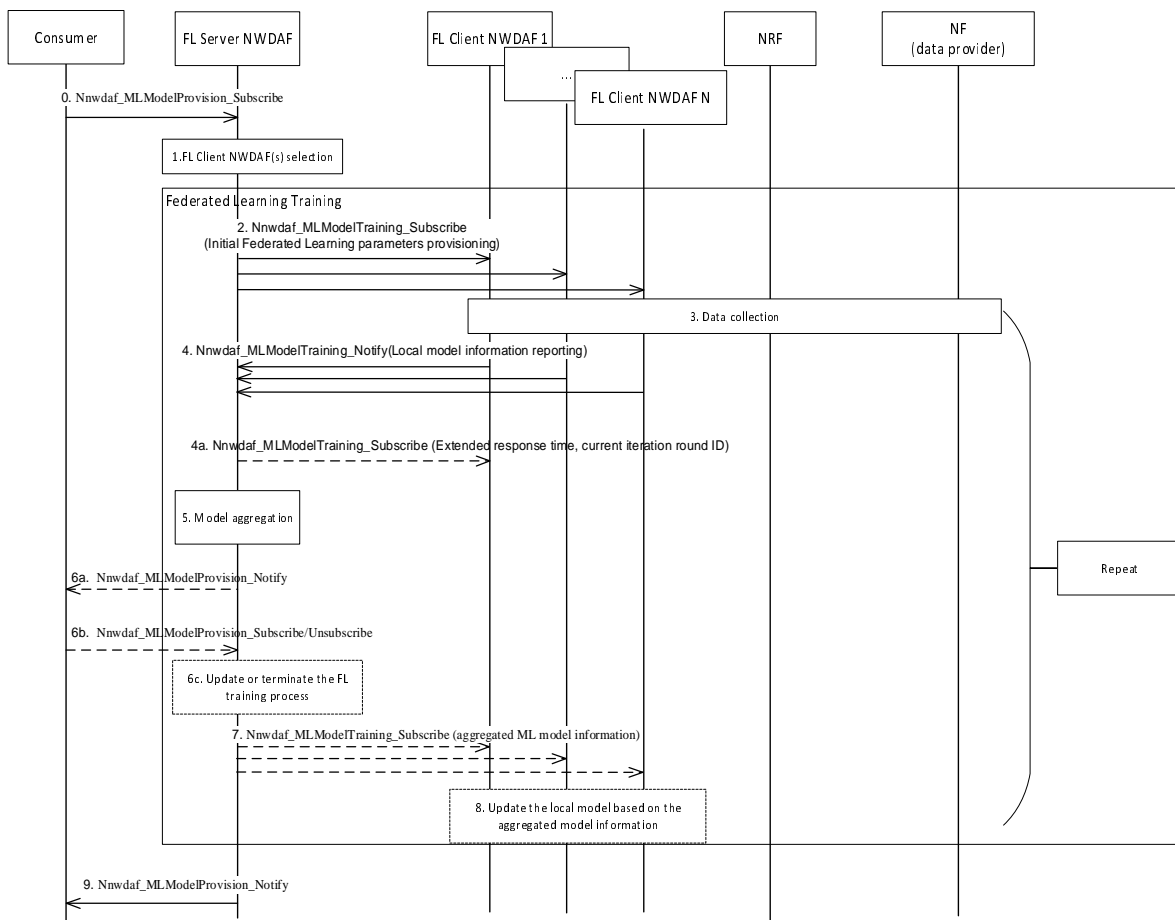 Consumer
FL Server NWDAF
FL Client NWDAF 1
...
FL Client NWDAF N
NRF
NF
(data provider)
0. Nnwdaf_MLModelProvision_Subscribe
1.FL Client NWDAF(s) selection
Federated Learning Training
2. Nnwdaf_MLModelTraining_Subscribe
(Initial Federated Learning parameters provisioning)
3. Data collection
4. Nnwdaf_MLModelTraining_Notify(Local model information reporting)
4a. Nnwdaf_MLModelTraining_Subscribe (Extended response time, current iteration round ID)
5. Model aggregation
6a. Nnwdaf_MLModelProvision_Notify
Repeat
6b. Nnwdaf_MLModelProvision_Subscribe/Unsubscribe
6c. Update or terminate the FL
training process
7. Nnwdaf_MLModelTraining_Subscribe (aggregated ML model information)
8. Update the local model based on the
aggregated model information
9. Nnwdaf_MLModelProvision_Notify